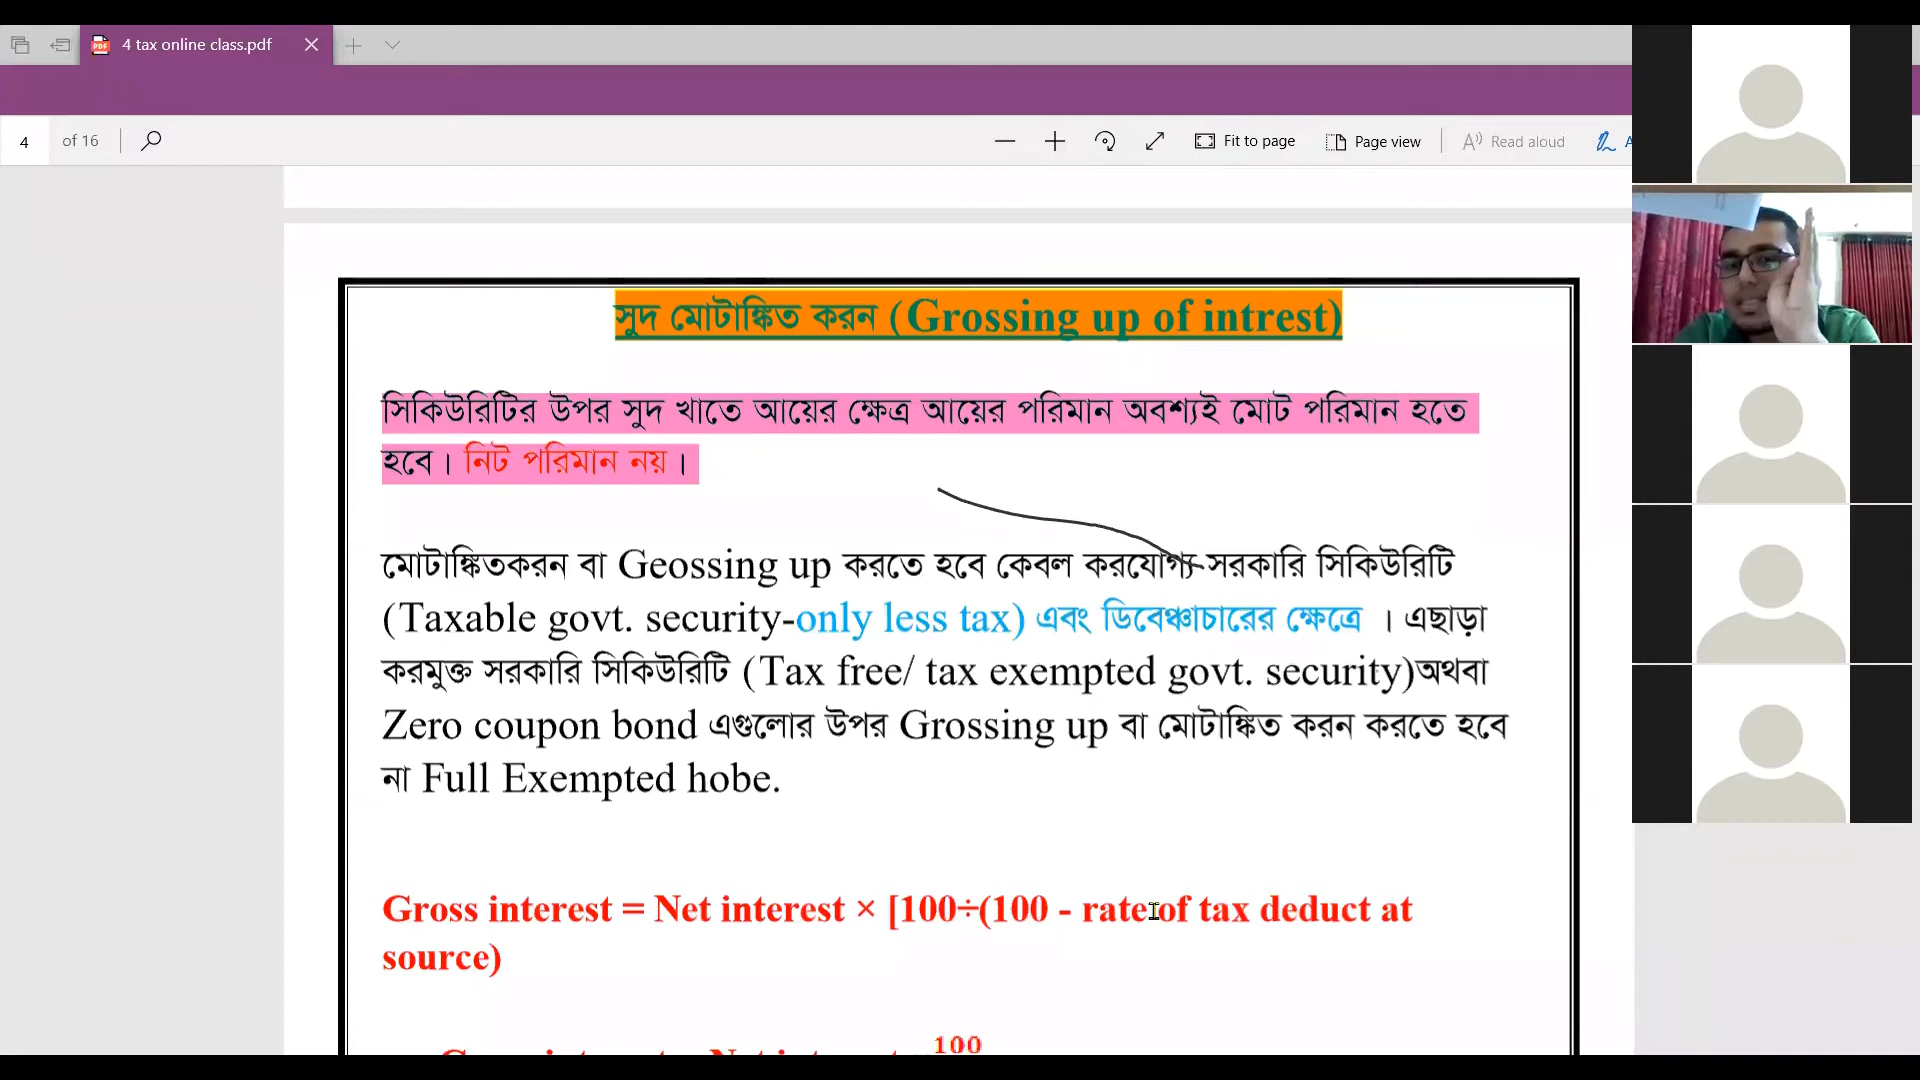 4 tax online class.pdf
4 of 16
Fit to page
Page view
Read aloud
সুদ মোটাঙ্কিত করন (Grossing up of intrest)
সিকিউরিটির উপর সুদ খাতে আয়ের ক্ষেত্র আয়ের পরিমান অবশ্যই মোট পরিমান হতে
হবে। নিট পরিমান নয়।
মোটাঙ্কিতকরন বা Geossing up করতে হবে কেবল করযোগ্য সরকারি সিকিউরিটি
(Taxable govt. security-only less tax) এবং ডিবেঞ্চাচারের ক্ষেত্রে । এছাড়া
করমুক্ত সরকারি সিকিউরিটি (Tax free/ tax exempted govt. security)অথবা
Zero coupon bond এগুলোর উপর Grossing up বা মোটাঙ্কিত করন করতে হবে
না Full Exempted hobe.
Gross interest = Net interest × [100÷(100 - rate of tax deduct at
source)
100